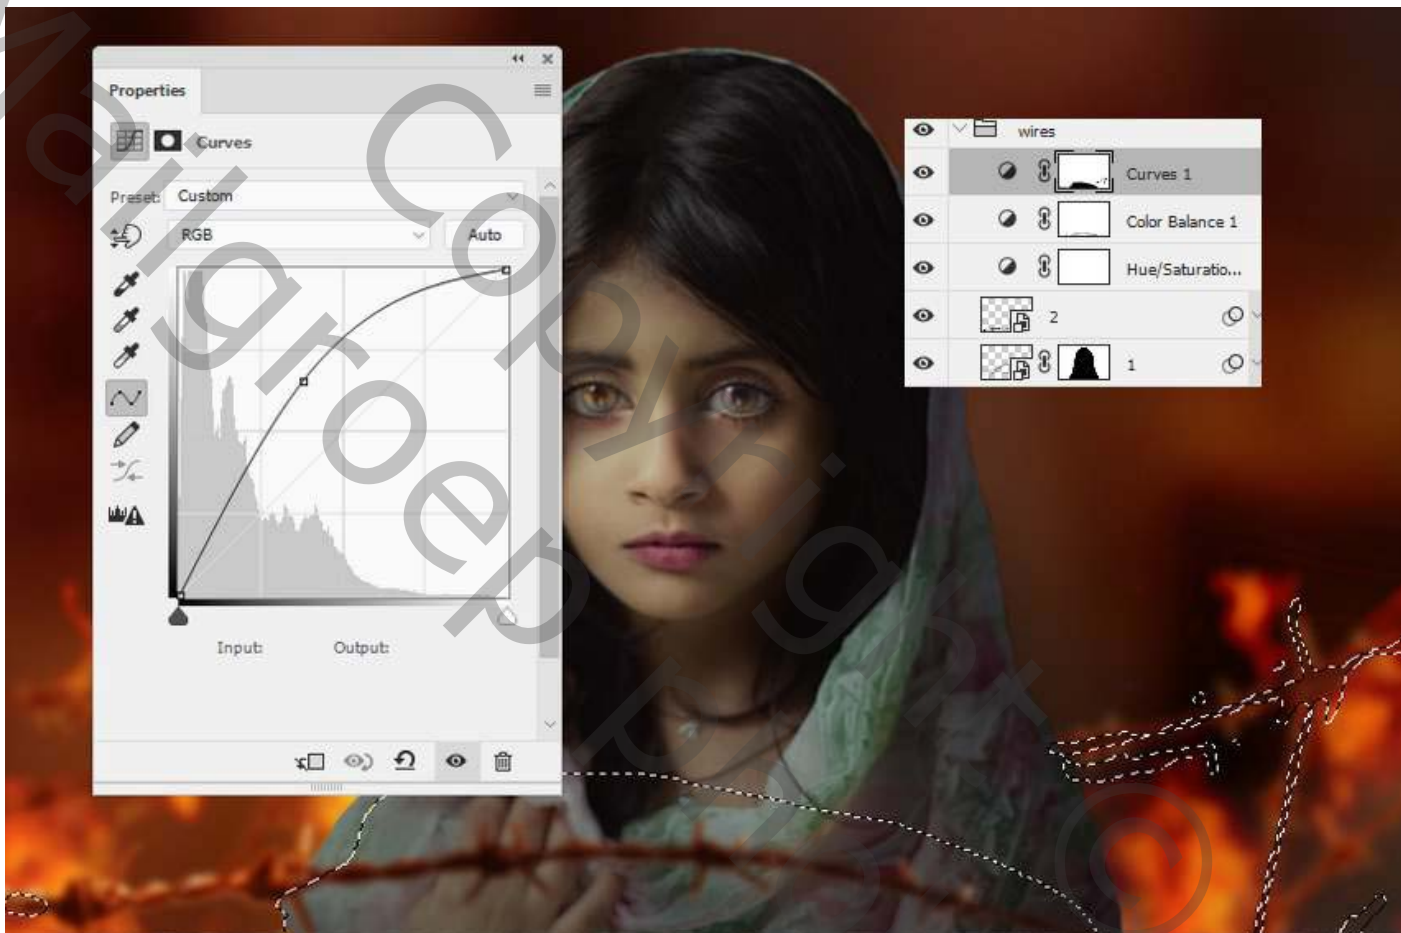 Properties
Curves
Preset: Custom
RGB
Auto
Input:
Output:
wires
Curves 1
Color Balance 1
Hue/Saturatio...
2
1
Copyright ©
Mailgroep